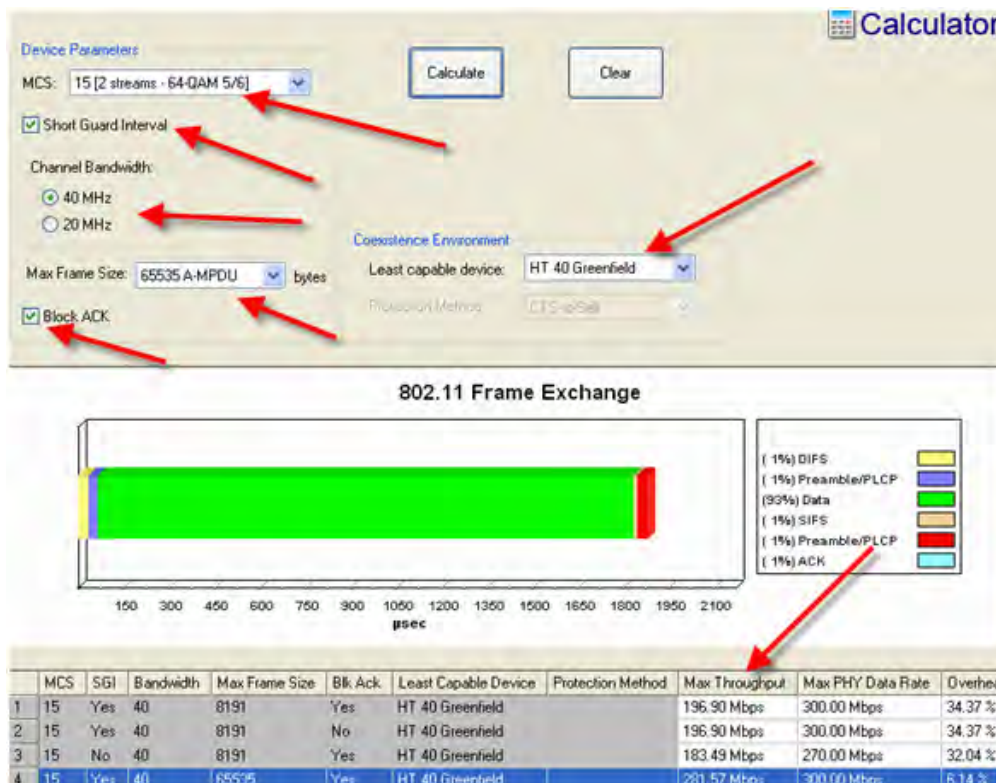 Calculator
Device Parameters
Calculate
Clear
MCS: 15 [2 streams - 64-QAM 5/6]
Short Guard Interval
Channel Bandwidth:
40 MHz
20 MHz
Coexistence Environment
Least capable device: HT 40 Greenfield
Max Frame Size: 65535 A-MPDU bytes
Protection Method: CTS-to-Self
Block ACK
802.11 Frame Exchange
( 1%) DIFS
( 1%) Preamble/PLCP
(93%) Data
( 1%) SIFS
( 1%) Preamble/PLCP
( 1%) ACK
150 300 450 600 750 900 1050 1200 1350 1500 1650 1800 1950 2100
µsec
MCS SGI Bandwidth Max Frame Size Blk Ack Least Capable Device Protection Method Max Throughput Max PHY Data Rate Overhea
1 15 Yes 40 8191 Yes HT 40 Greenfield 196.90 Mbps 300.00 Mbps 34.37 %
2 15 Yes 40 8191 No HT 40 Greenfield 196.90 Mbps 300.00 Mbps 34.37 %
3 15 No 40 8191 Yes HT 40 Greenfield 183.49 Mbps 270.00 Mbps 32.04 %
4 15 Yes 40 65535 Yes HT 40 Greenfield 281.57 Mbps 300.00 Mbps 6.14 %